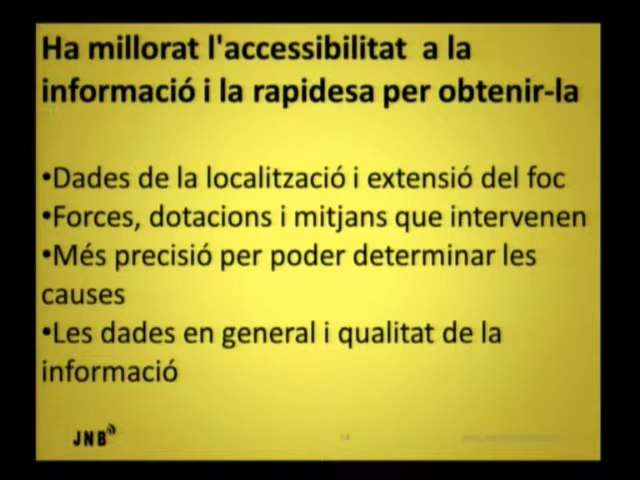 Ha millorat l'accessibilitat a la
informació i la rapidesa per obtenir-la
•Dades de la localització i extensió del foc
•Forces, dotacions i mitjans que intervenen
•Més precisió per poder determinar les
causes
•Les dades en general i qualitat de la
informació
JNB